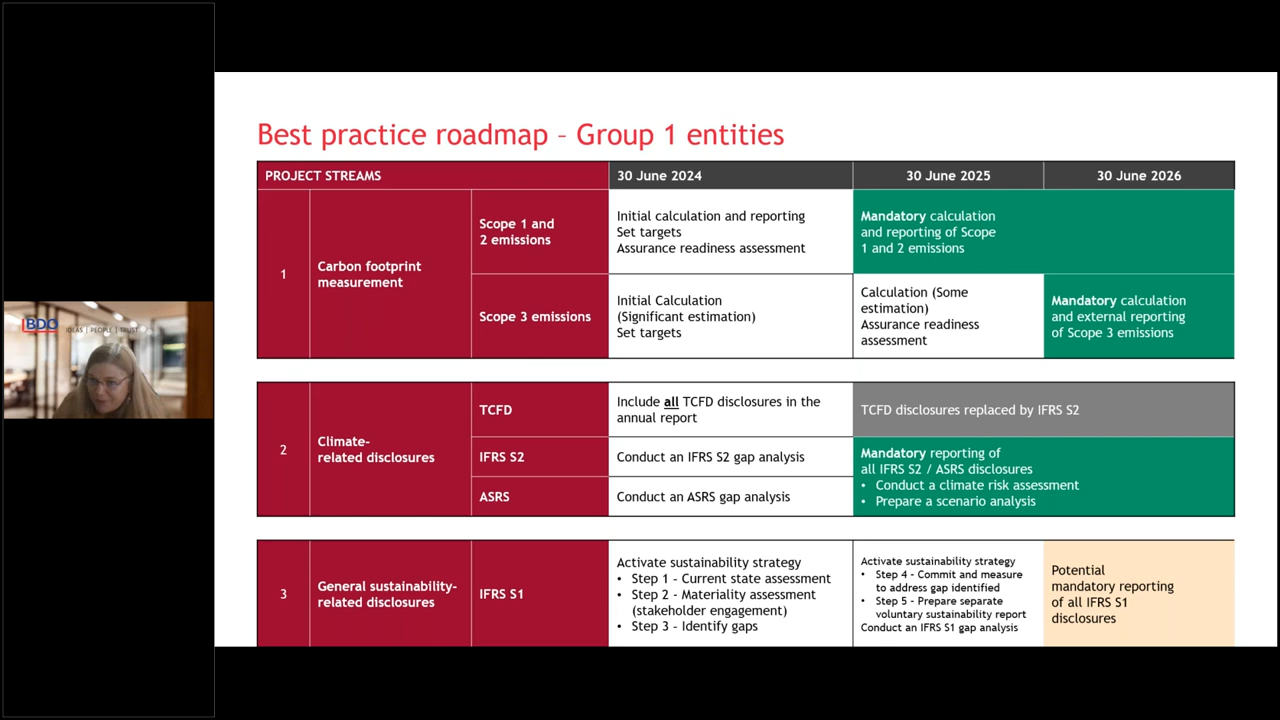 Best practice roadmap – Group 1 entities
PROJECT STREAMS
30 June 2024
30 June 2025
30 June 2026
1
Carbon footprint
measurement
Scope 1 and
2 emissions
Initial calculation and reporting
Set targets
Assurance readiness assessment
Mandatory calculation
and reporting of Scope
1 and 2 emissions
Scope 3 emissions
Initial Calculation
(Significant estimation)
Set targets
Calculation (Some
estimation)
Assurance readiness
assessment
Mandatory calculation
and external reporting
of Scope 3 emissions
2
Climate-
related disclosures
TCFD
Include all TCFD disclosures in the
annual report
TCFD disclosures replaced by IFRS S2
IFRS S2
Conduct an IFRS S2 gap analysis
Mandatory reporting of
all IFRS S2 / ASRS disclosures
• Conduct a climate risk assessment
• Prepare a scenario analysis
ASRS
Conduct an ASRS gap analysis
3
General sustainability-
related disclosures
IFRS S1
Activate sustainability strategy
• Step 1 - Current state assessment
• Step 2 - Materiality assessment
(stakeholder engagement)
• Step 3 - Identify gaps
Activate sustainability strategy
• Step 4 - Commit and measure
to address gap identified
• Step 5 - Prepare separate
voluntary sustainability report
Conduct an IFRS S1 gap analysis
Potential
mandatory reporting
of all IFRS S1
disclosures
BDO
IDEAS | PEOPLE | TRUST